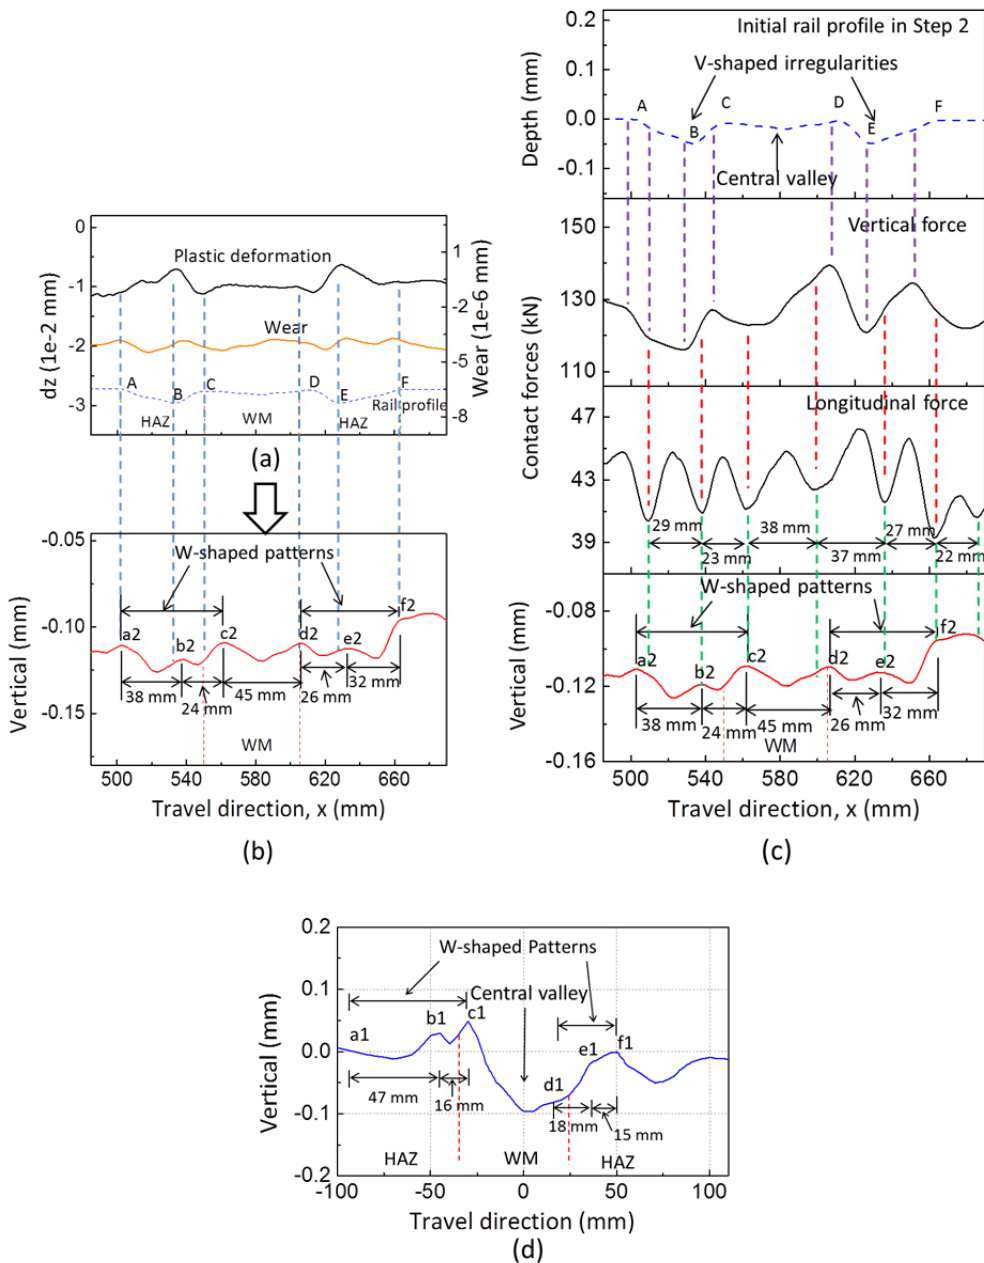 0
-1
-2
-3
dz (1e-2 mm)
1
-2
-5
-8
Wear (1e-6 mm)
Plastic deformation
Wear
A
B
C
D
E
F
Rail profile
HAZ
WM
HAZ
(a)
-0.05
-0.10
-0.15
Vertical (mm)
W-shaped patterns
a2
b2
c2
d2
e2
f2
38 mm
24 mm
45 mm
26 mm
32 mm
WM
500 540 580 620 660
Travel direction, x (mm)
(b)
0.2
0.1
0.0
-0.1
Depth (mm)
Initial rail profile in Step 2
V-shaped irregularities
A
B
C
D
E
F
Central valley
150
130
110
Vertical force
Contact forces (kN)
47
43
39
Longitudinal force
29 mm
23 mm
38 mm
37 mm
27 mm
22 mm
-0.08
-0.12
-0.16
Vertical (mm)
W-shaped patterns
a2
b2
c2
d2
e2
f2
38 mm
24 mm
45 mm
26 mm
32 mm
WM
500 540 580 620 660
Travel direction, x (mm)
(c)
0.2
0.1
0.0
-0.1
-0.2
Vertical (mm)
W-shaped Patterns
Central valley
a1
b1
c1
d1
e1
f1
47 mm
16 mm
18 mm
15 mm
HAZ
WM
HAZ
-100 -50 0 50 100
Travel direction (mm)
(d)